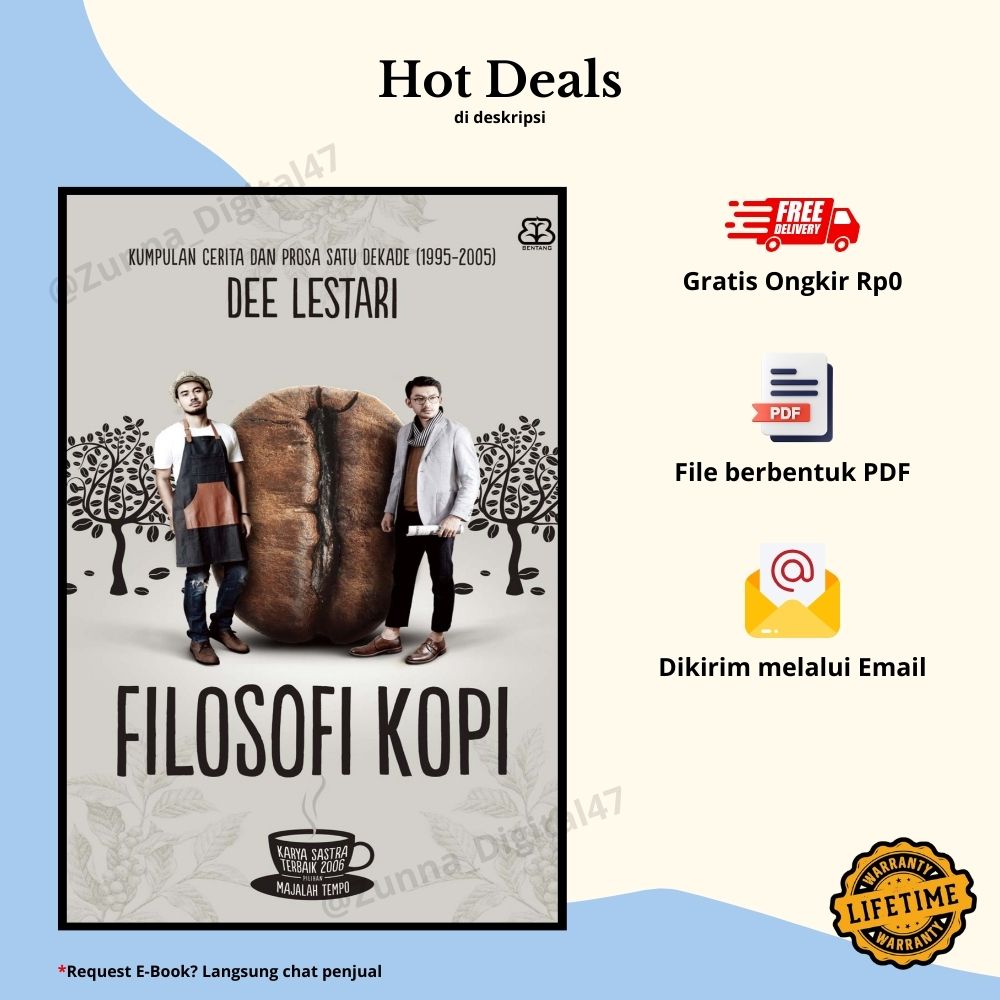 Hot Deals
di deskripsi
@Zunna_Digital47
BENTANG
KUMPULAN CERITA DAN PROSA SATU DEKADE (1995-2005)
DEE LESTARI
FREE
DELIVERY
Gratis Ongkir Rp0
PDF
File berbentuk PDF
@
Dikirim melalui Email
FILOSOFI KOPI
KARYA SASTRA
TERBAIK 2006
PILIHAN
MAJALAH TEMPO
@Zunna_Digital47
WARRANTY
LIFETIME
WARRANTY
*Request E-Book? Langsung chat penjual